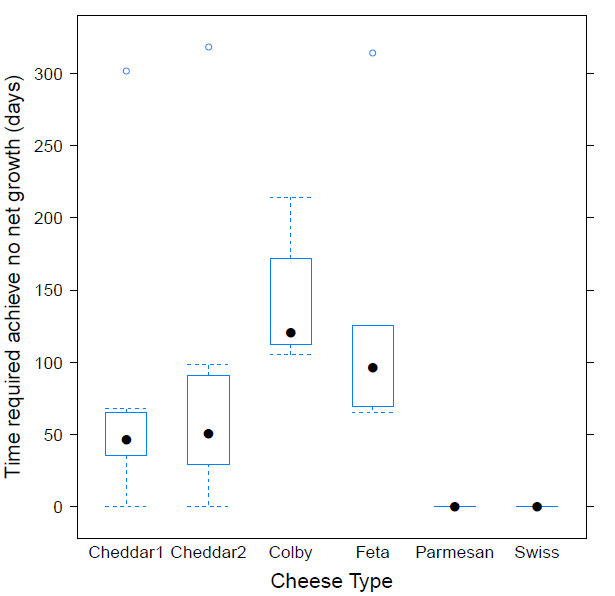 Time required achieve no net growth (days)
300
250
200
150
100
50
0
Cheddar1 Cheddar2 Colby Feta Parmesan Swiss
Cheese Type